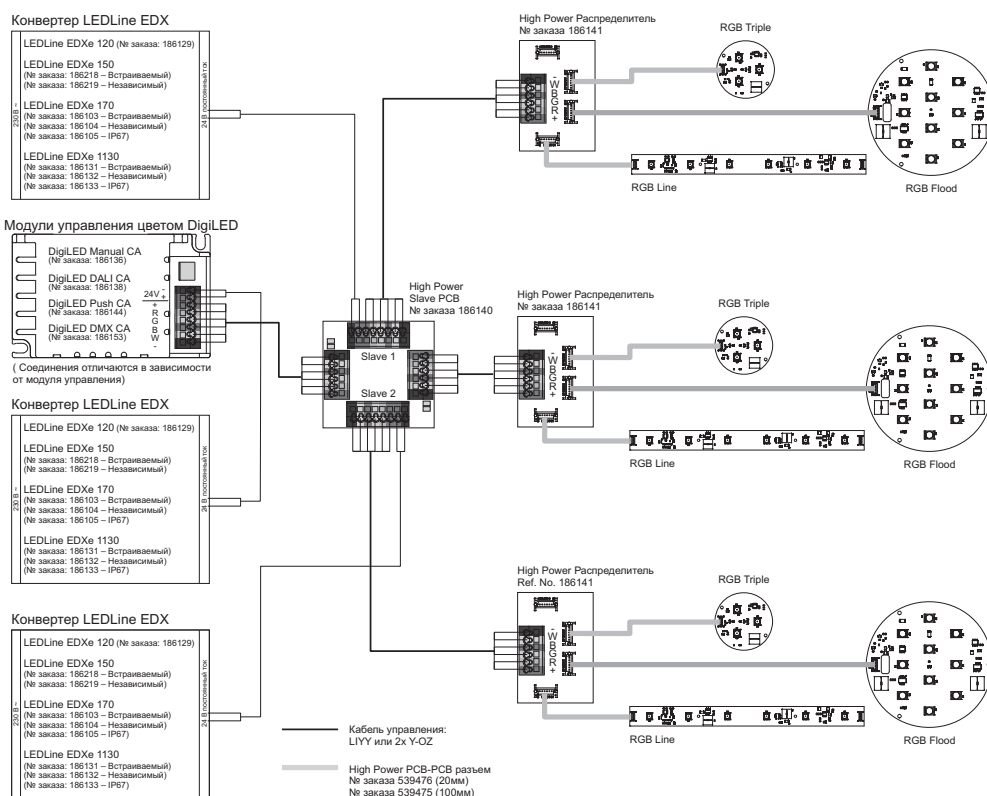 Конвертер LEDLine EDX
LEDLine EDXe 120 (№ заказа: 186129)
LEDLine EDXe 150
(№ заказа: 186218 – Встраиваемый)
(№ заказа: 186219 – Независимый)
LEDLine EDXe 170
(№ заказа: 186103 – Встраиваемый)
(№ заказа: 186104 – Независимый)
(№ заказа: 186105 – IP67)
LEDLine EDXe 1130
(№ заказа: 186131 – Встраиваемый)
(№ заказа: 186132 – Независимый)
(№ заказа: 186133 – IP67)
230 В ~
24 В постоянный ток
Модули управления цветом DigiLED
DigiLED Manual CA
(№ заказа: 186136)
DigiLED DALI CA
(№ заказа: 186138)
DigiLED Push CA
(№ заказа: 186144)
DigiLED DMX CA
(№ заказа: 186153)
24V
-
+
+
R
G
B
W
-
( Соединения отличаются в зависимости
от модуля управления)
Конвертер LEDLine EDX
LEDLine EDXe 120 (№ заказа: 186129)
LEDLine EDXe 150
(№ заказа: 186218 – Встраиваемый)
(№ заказа: 186219 – Независимый)
LEDLine EDXe 170
(№ заказа: 186103 – Встраиваемый)
(№ заказа: 186104 – Независимый)
(№ заказа: 186105 – IP67)
LEDLine EDXe 1130
(№ заказа: 186131 – Встраиваемый)
(№ заказа: 186132 – Независимый)
(№ заказа: 186133 – IP67)
230 В ~
24 В постоянный ток
Конвертер LEDLine EDX
LEDLine EDXe 120 (№ заказа: 186129)
LEDLine EDXe 150
(№ заказа: 186218 – Встраиваемый)
(№ заказа: 186219 – Независимый)
LEDLine EDXe 170
(№ заказа: 186103 – Встраиваемый)
(№ заказа: 186104 – Независимый)
(№ заказа: 186105 – IP67)
LEDLine EDXe 1130
(№ заказа: 186131 – Встраиваемый)
(№ заказа: 186132 – Независимый)
(№ заказа: 186133 – IP67)
230 В ~
24 В постоянный ток
High Power
Slave PCB
№ заказа 186140
Slave 1
Slave 2
High Power Распределитель
№ заказа 186141
-
W
B
G
R
+
RGB Triple
RGB Line
RGB Flood
High Power Распределитель
№ заказа 186141
-
W
B
G
R
+
RGB Triple
RGB Line
RGB Flood
High Power Распределитель
Ref. No. 186141
-
W
B
G
R
+
RGB Triple
RGB Line
RGB Flood
Кабель управления:
LIYY или 2x Y-OZ
High Power PCB-PCB разъем
№ заказа 539476 (20мм)
№ заказа 539475 (100мм)